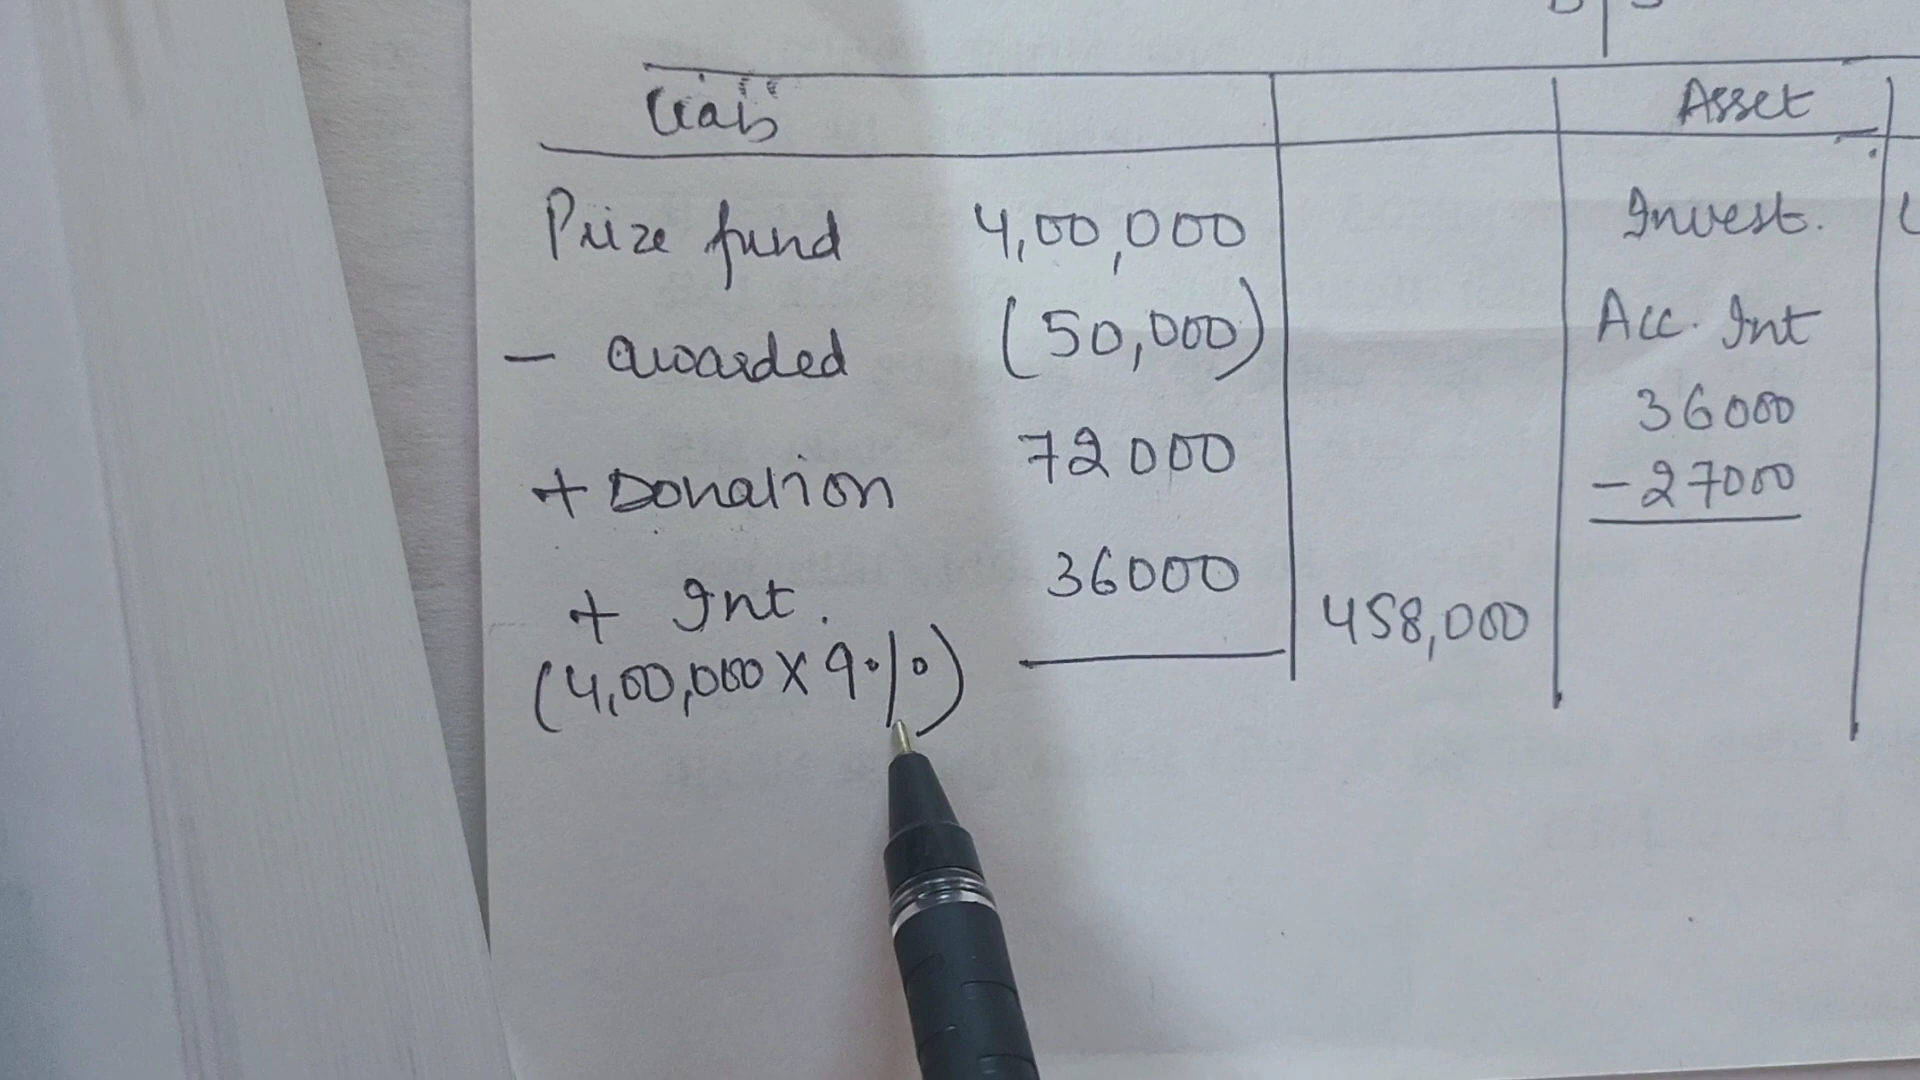 Liab Asset
Prize fund 4,00,000 Invest.
- awarded (50,000) Acc. Int
36000
+ Donation 72000 - 27000
+ Int. 36000 458,000
(4,00,000 X 9%)